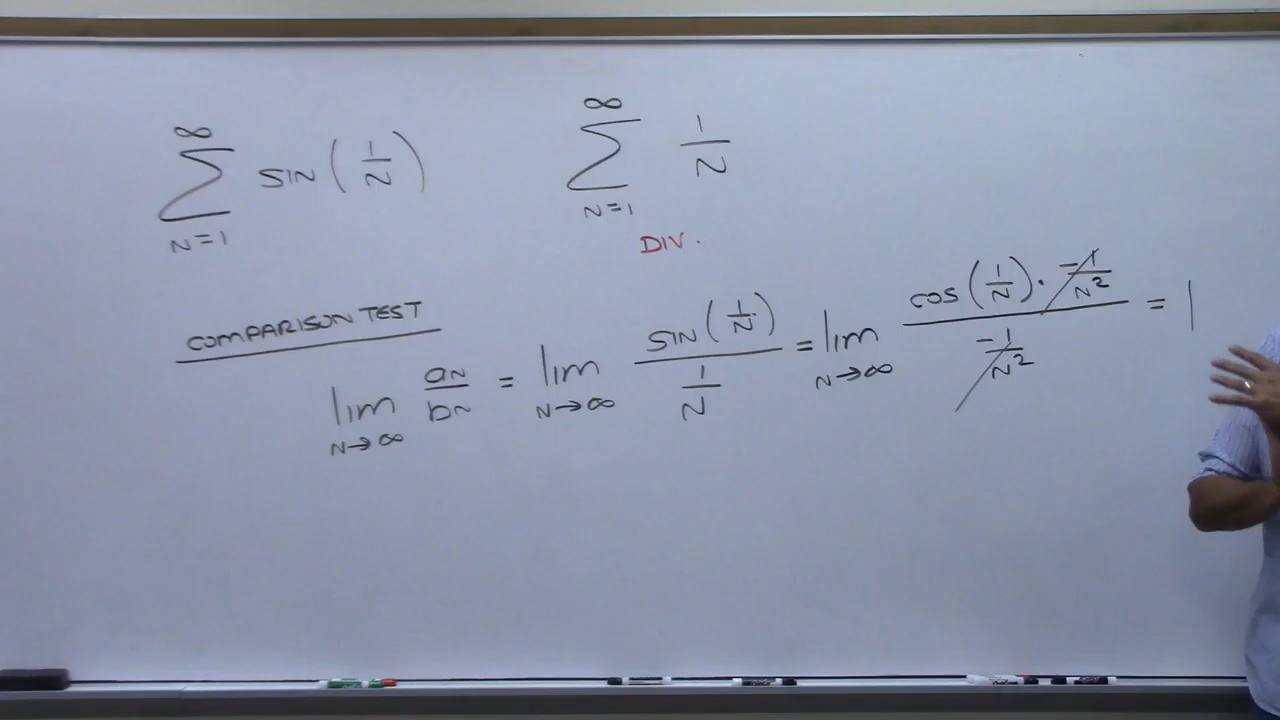 ∞ ∑ N=1 SIN (1/N) ∞ ∑ N=1 1/N
DIV.
COMPARISON TEST
lim N→∞ an/bn = lim N→∞ SIN(1/N) / (1/N) = lim N→∞ cos(1/N) · -1/N² / (-1/N²) = 1